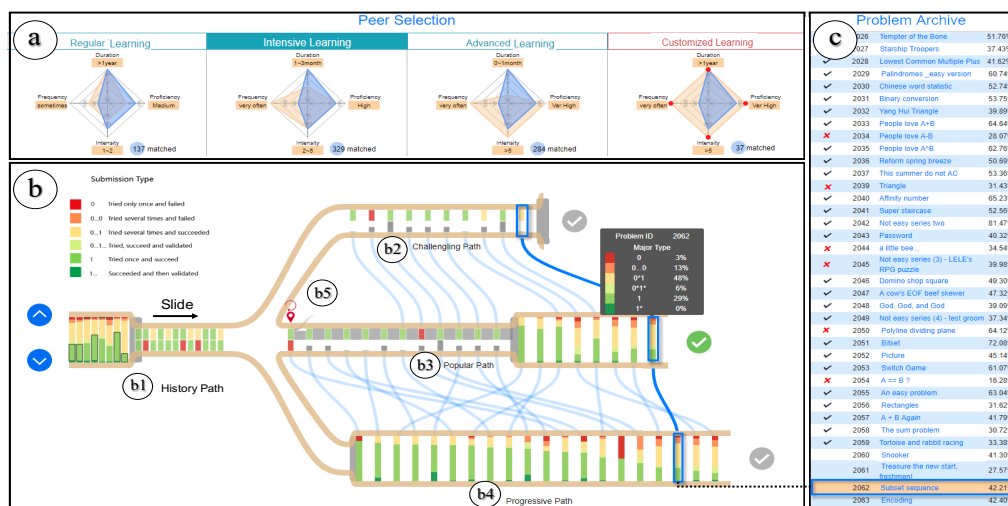 Peer Selection
a
Regular Learning
Duration
>1year
Frequency
sometimes
Proficiency
Medium
Intensity
1~2
137 matched
Intensive Learning
Duration
1~3month
Frequency
very often
Proficiency
High
Intensity
2~5
329 matched
Advanced Learning
Duration
0~1month
Frequency
very often
Proficiency
Ver High
Intensity
>5
284 matched
Customized Learning
Duration
>1year
Frequency
very often
Proficiency
Ver High
Intensity
>5
37 matched
b
Submission Type
0 Tried only once and failed
0...0 Tried several times and failed
0...1 Tried several times and succeeded
0...1... Tried, succeed and validated
1 Tried once and succeed
1... Succeeded and then validated
Slide
b1
History Path
b2
Challengling Path
b5
b3
Popular Path
b4
Progressive Path
Problem ID 2062
Major Type
0 3%
0...0 13%
0*1 48%
0*1* 6%
1 29%
1* 0%
c
Problem Archive
2026 Tempter of the Bone 51.76%
2027 Starship Troopers 37.43%
2028 Lowest Common Multiple Plus 41.62%
2029 Palindromes _easy version 60.74%
2030 Chinese word statistic 52.74%
2031 Binary conversion 53.75%
2032 Yang Hui Triangle 39.89%
2033 People love A+B 64.64%
2034 People love A-B 28.07%
2035 People love A^B 62.76%
2036 Reform spring breeze 50.69%
2037 This summer do not AC 53.36%
2039 Triangle 31.43%
2040 Affinity number 65.23%
2041 Super staircase 52.56%
2042 Not easy series two 81.47%
2043 Password 40.32%
2044 a little bee... 34.54%
2045 Not easy series (3) - LELE's
RPG puzzle 39.98%
2046 Domino shop square 49.30%
2047 A cow's EOF beef skewer 47.32%
2048 God, God, and God 39.09%
2049 Not easy series (4) - test groom 37.34%
2050 Polyline dividing plane 64.12%
2051 Bitset 72.08%
2052 Picture 45.14%
2053 Switch Game 61.07%
2054 A == B ? 16.28%
2055 An easy problem 63.04%
2056 Rectangles 31.62%
2057 A + B Again 41.79%
2058 The sum problem 30.72%
2059 Tortoise and rabbit racing 33.38%
2060 Snooker 41.30%
2061 Treasure the new start,
freshmen! 27.57%
2062 Subset sequence 42.21%
2063 Encoding 42.40%